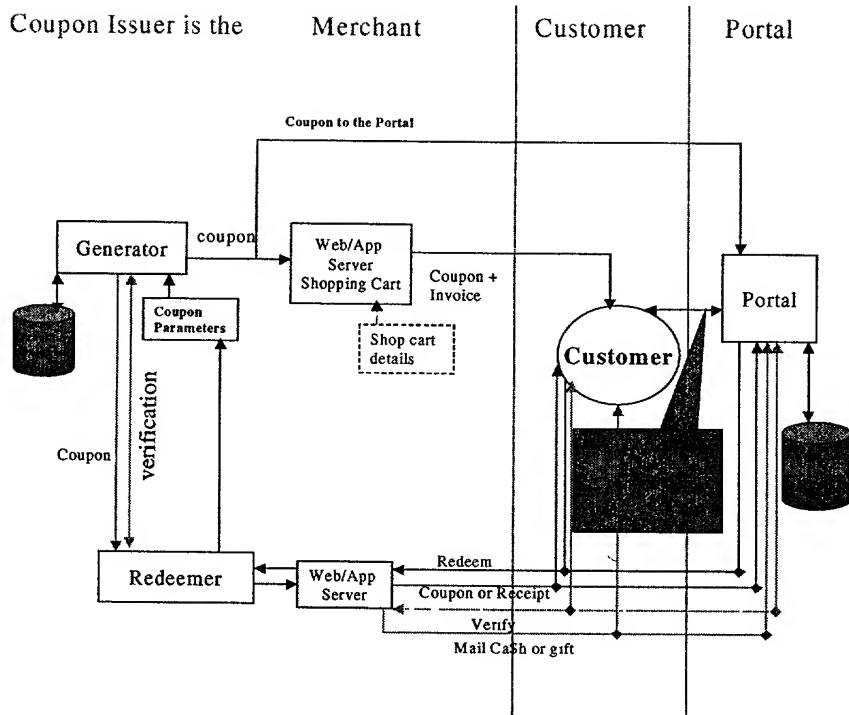 Coupon Issuer is the Merchant Customer Portal
Coupon to the Portal
Generator
coupon
Web/App
Server
Shopping Cart
Coupon +
Invoice
Portal
Coupon
Parameters
Shop cart
details
Customer
verification
Coupon
Redeemer
Web/App
Server
Redeem
Coupon or Receipt
Verify
Mail Ca$h or gift